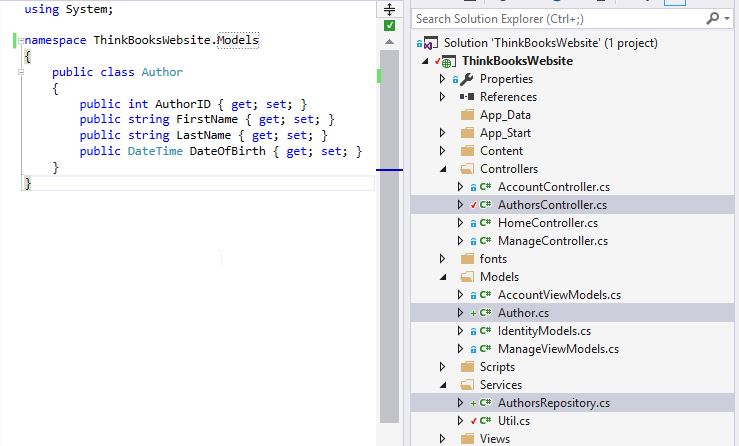 using System;
namespace ThinkBooksWebsite.Models
{
public class Author
{
public int AuthorID { get; set; }
public string FirstName { get; set; }
public string LastName { get; set; }
public DateTime DateOfBirth { get; set; }
}
}
Search Solution Explorer (Ctrl+;)
Solution 'ThinkBooksWebsite' (1 project)
ThinkBooksWebsite
Properties
References
App_Data
App_Start
Content
Controllers
C# AccountController.cs
C# AuthorsController.cs
C# HomeController.cs
C# ManageController.cs
fonts
Models
C# AccountViewModels.cs
+ C# Author.cs
C# IdentityModels.cs
C# ManageViewModels.cs
Scripts
Services
+ C# AuthorsRepository.cs
C# Util.cs
Views